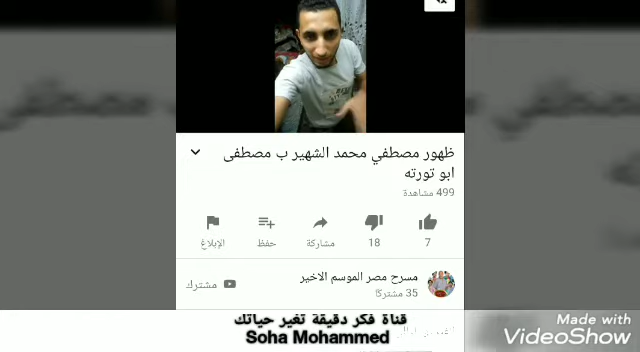 ظهور مصطفي محمد الشهير ب مصطفى
ابو تورته
499 مشاهدة
7
18
مشاركة
حفظ
الإبلاغ
مسرح مصر الموسم الاخير
35 مشتركًا
مشترك
قناة فكر دقيقة تغير حياتك
Soha Mohammed
Made with
VideoShow